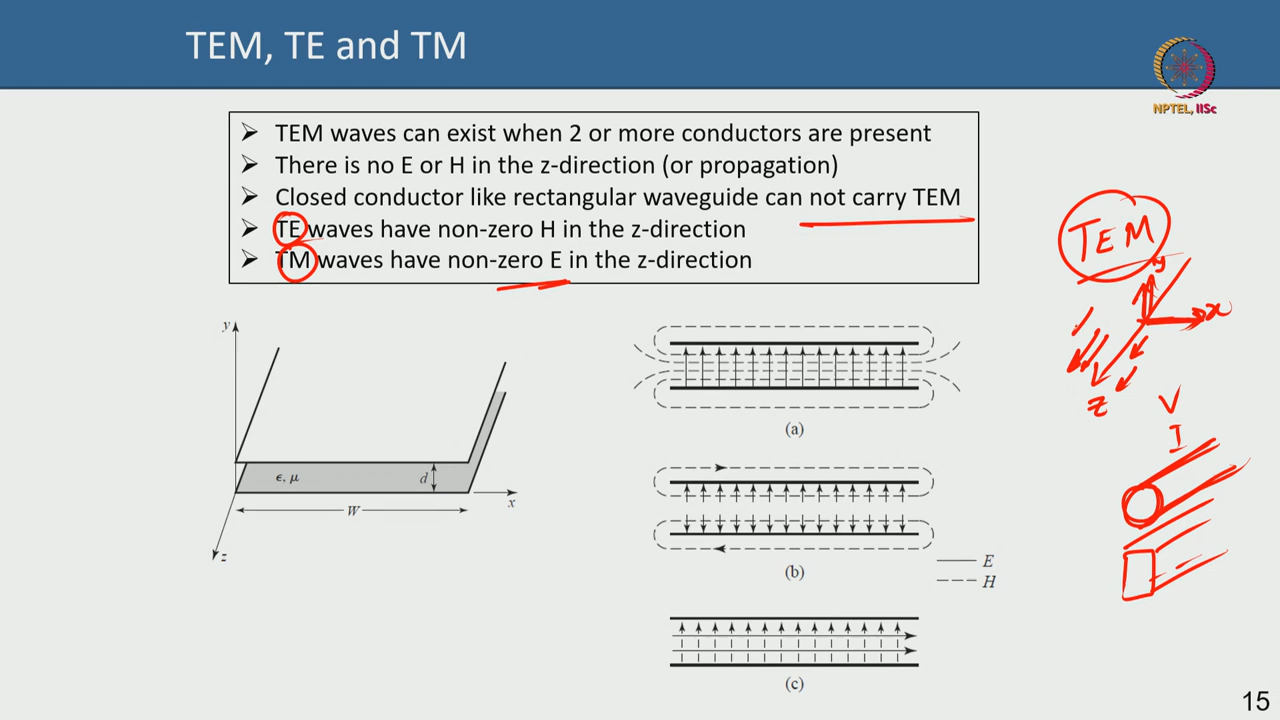 TEM, TE and TM
NPTEL, IISc
➢ TEM waves can exist when 2 or more conductors are present
➢ There is no E or H in the z-direction (or propagation)
➢ Closed conductor like rectangular waveguide can not carry TEM
➢ TE waves have non-zero H in the z-direction
➢ TM waves have non-zero E in the z-direction
TEM
y
x
z
V
I
y
ϵ, μ
d
W
x
z
(a)
(b)
E
H
(c)
15